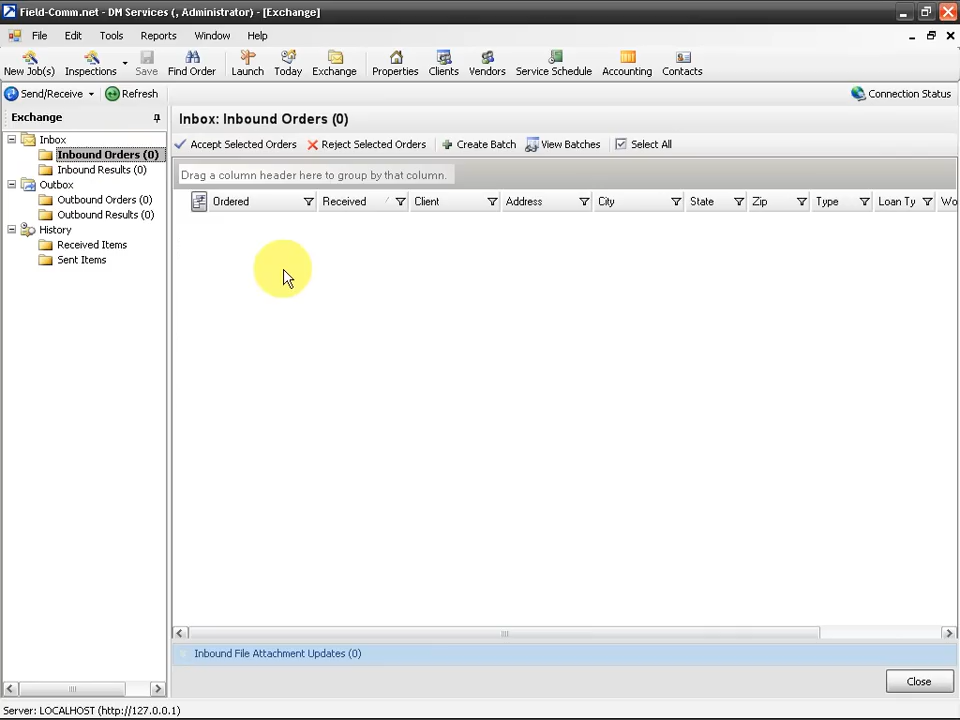 Field-Comm.net - DM Services (, Administrator) - [Exchange]
File Edit Tools Reports Window Help
New Job(s) Inspections Save Find Order Launch Today Exchange Properties Clients Vendors Service Schedule Accounting Contacts
Send/Receive Refresh Connection Status
Exchange
Inbox
Inbound Orders (0)
Inbound Results (0)
Outbox
Outbound Orders (0)
Outbound Results (0)
History
Received Items
Sent Items
Inbox: Inbound Orders (0)
Accept Selected Orders Reject Selected Orders Create Batch View Batches Select All
Drag a column header here to group by that column.
Ordered Received Client Address City State Zip Type Loan Ty Wo
Inbound File Attachment Updates (0)
Close
Server: LOCALHOST (http://127.0.0.1)